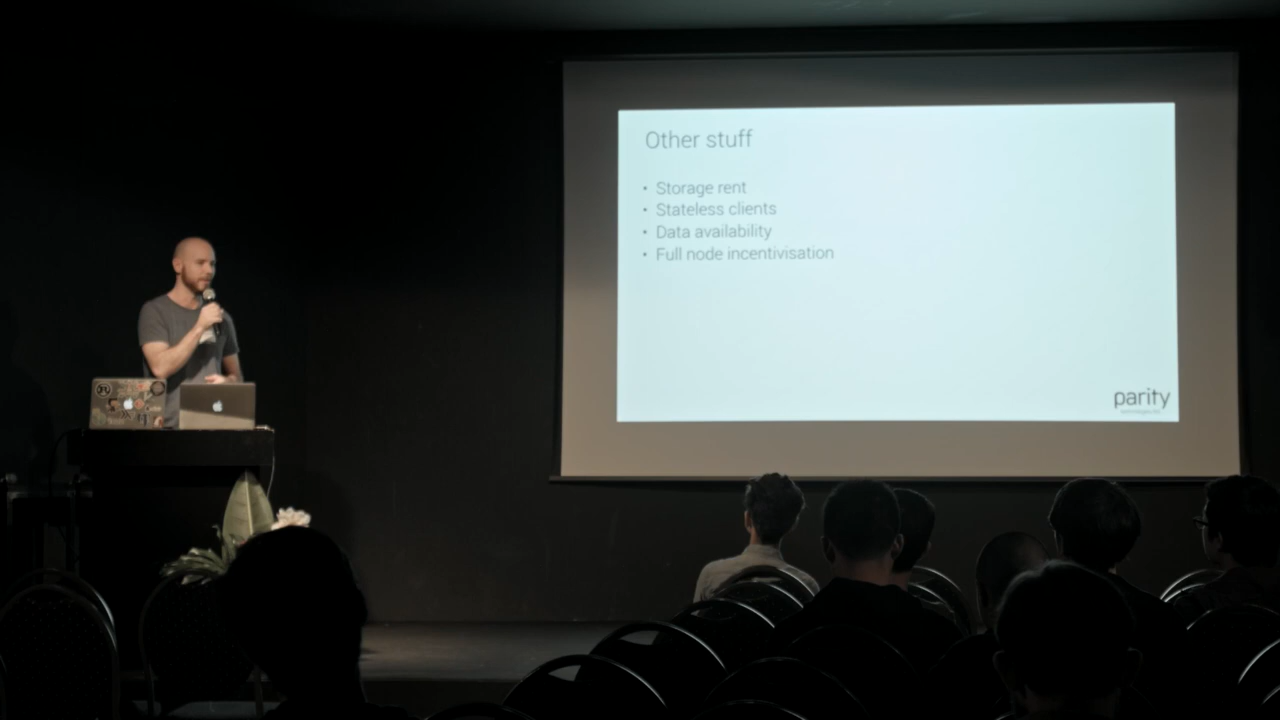 Other stuff
• Storage rent
• Stateless clients
• Data availability
• Full node incentivisation
parity